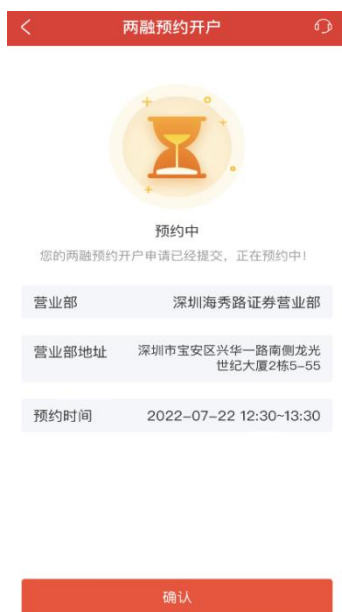 两融预约开户
预约中
您的两融预约开户申请已经提交，正在预约中！
营业部 深圳海秀路证券营业部
营业部地址 深圳市宝安区兴华一路南侧龙光
世纪大厦2栋5-55
预约时间 2022-07-22 12:30~13:30
确认